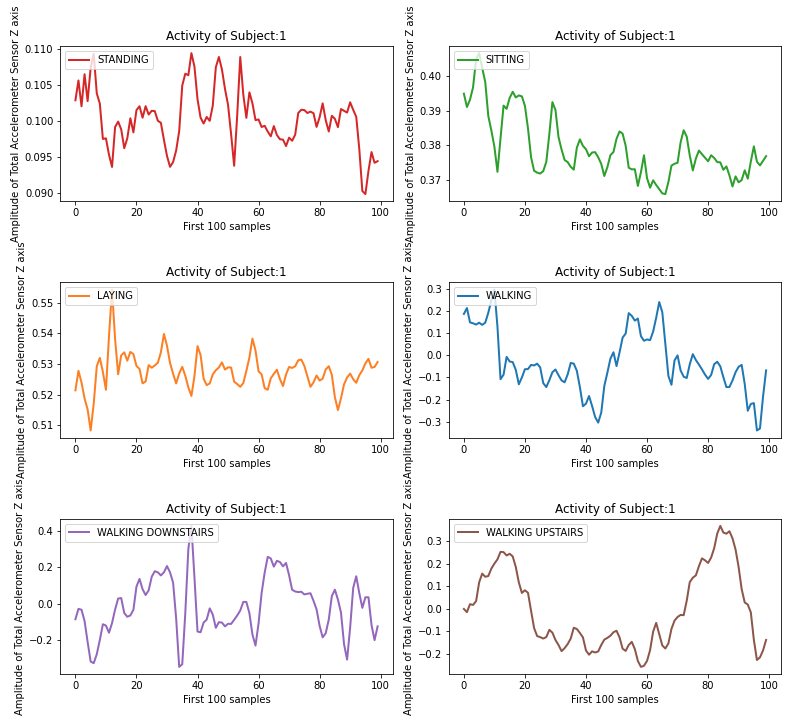 Activity of Subject:1
Amplitude of Total Accelerometer Sensor Z axis
STANDING
0.110
0.105
0.100
0.095
0.090
0 20 40 60 80 100
First 100 samples
Activity of Subject:1
Amplitude of Total Accelerometer Sensor Z axis
SITTING
0.40
0.39
0.38
0.37
0 20 40 60 80 100
First 100 samples
Activity of Subject:1
Amplitude of Total Accelerometer Sensor Z axis
LAYING
0.55
0.54
0.53
0.52
0.51
0 20 40 60 80 100
First 100 samples
Activity of Subject:1
Amplitude of Total Accelerometer Sensor Z axis
WALKING
0.3
0.2
0.1
0.0
−0.1
−0.2
−0.3
0 20 40 60 80 100
First 100 samples
Activity of Subject:1
Amplitude of Total Accelerometer Sensor Z axis
WALKING DOWNSTAIRS
0.4
0.2
0.0
−0.2
0 20 40 60 80 100
First 100 samples
Activity of Subject:1
Amplitude of Total Accelerometer Sensor Z axis
WALKING UPSTAIRS
0.3
0.2
0.1
0.0
−0.1
−0.2
0 20 40 60 80 100
First 100 samples